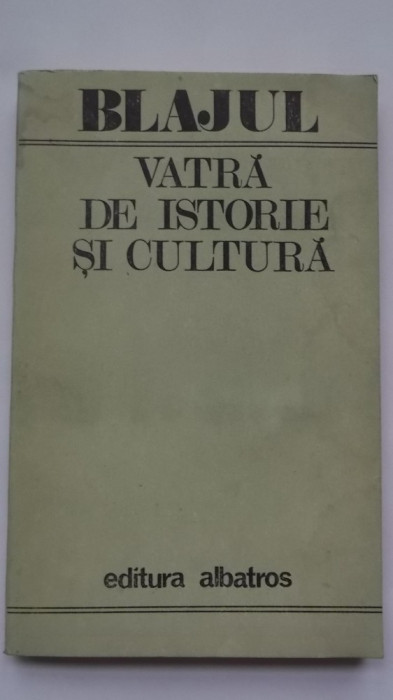 BLAJUL
VATRĂ
DE ISTORIE
ȘI CULTURĂ
editura albatros